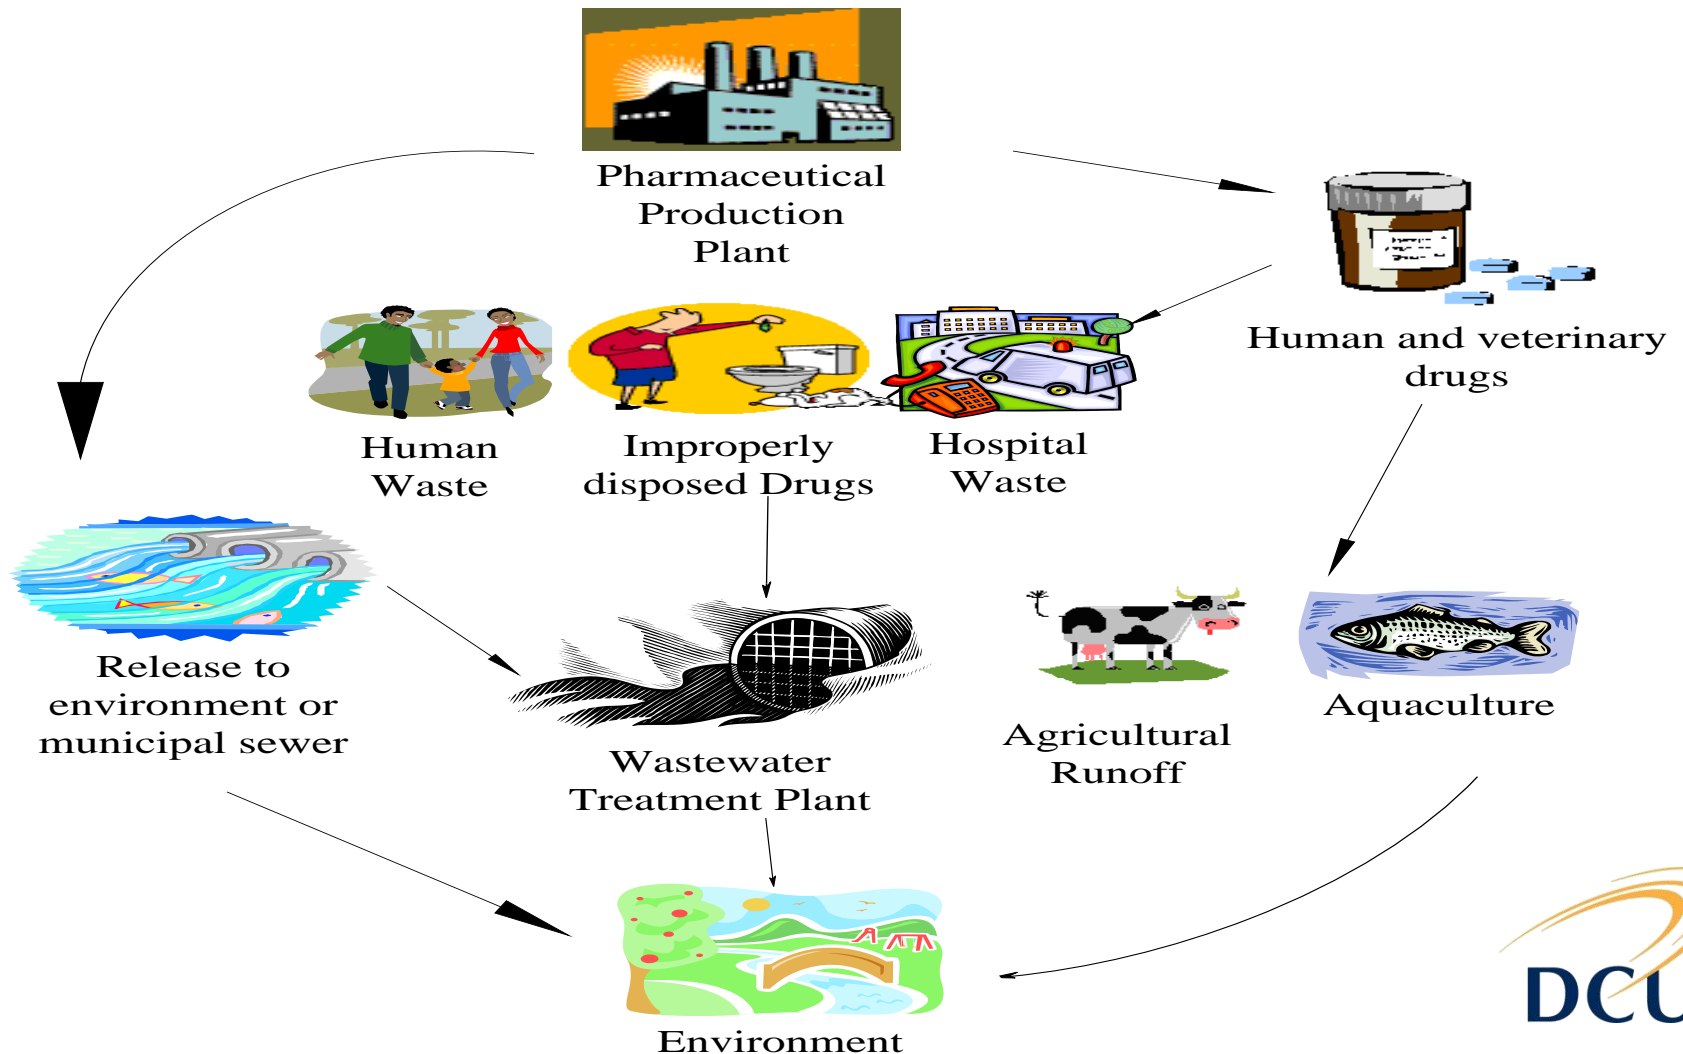 Pharmaceutical
Production
Plant
Human and veterinary
drugs
Human
Waste
Improperly
disposed Drugs
Hospital
Waste
Release to
environment or
municipal sewer
Wastewater
Treatment Plant
Agricultural
Runoff
Aquaculture
Environment
DCU